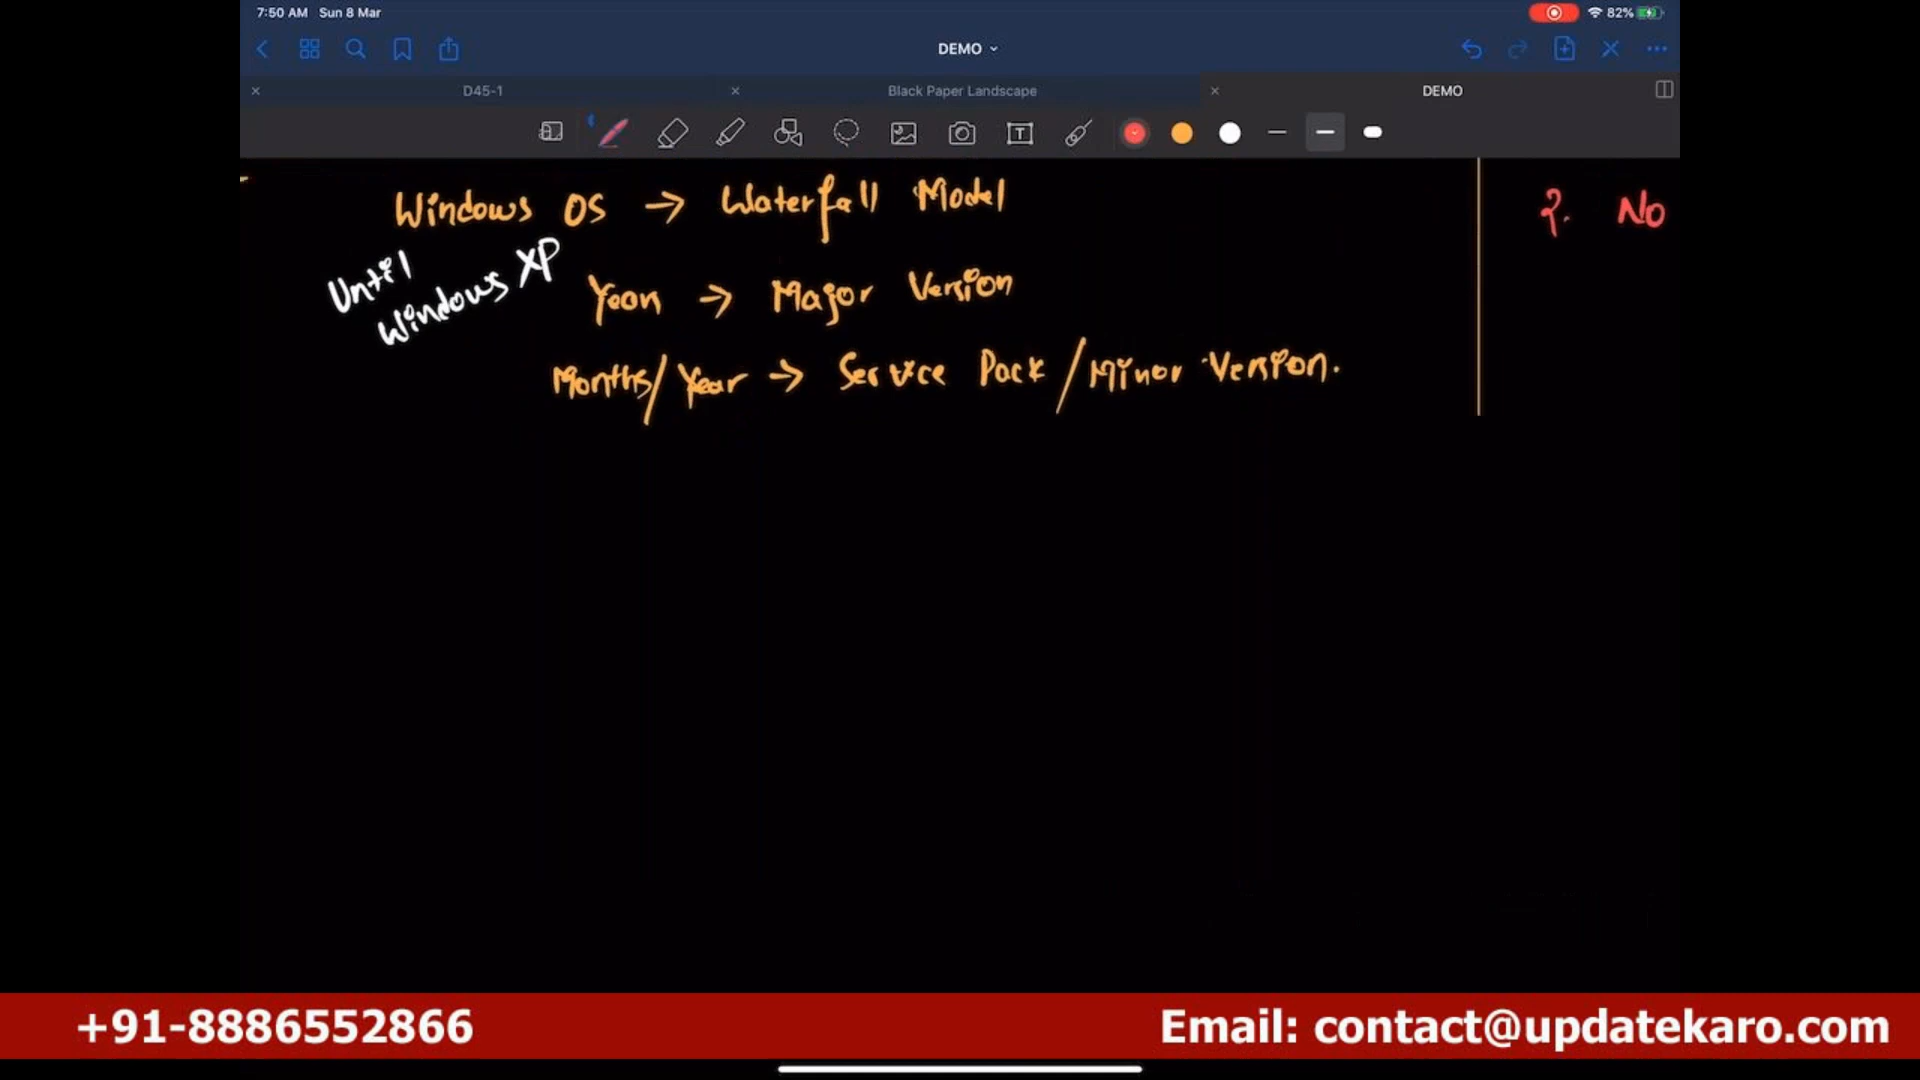 7:50 AM Sun 8 Mar 82%
DEMO
D45-1 Black Paper Landscape DEMO
Windows OS → Waterfall Model
?. No
Until
Windows XP
Year → Major Version
Months/Year → Service Pack/Minor Version.
+91-8886552866 Email: contact@updatekaro.com